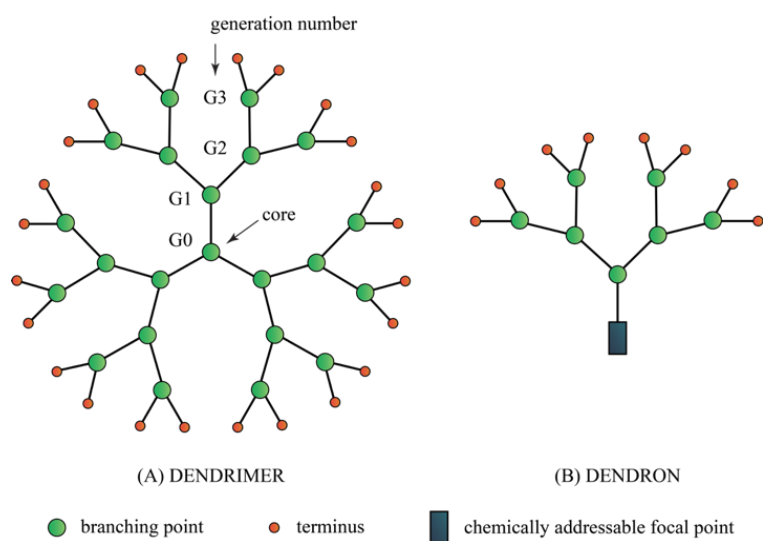 generation number
G3
G2
G1
core
G0
(A) DENDRIMER
(B) DENDRON
branching point
terminus
chemically addressable focal point